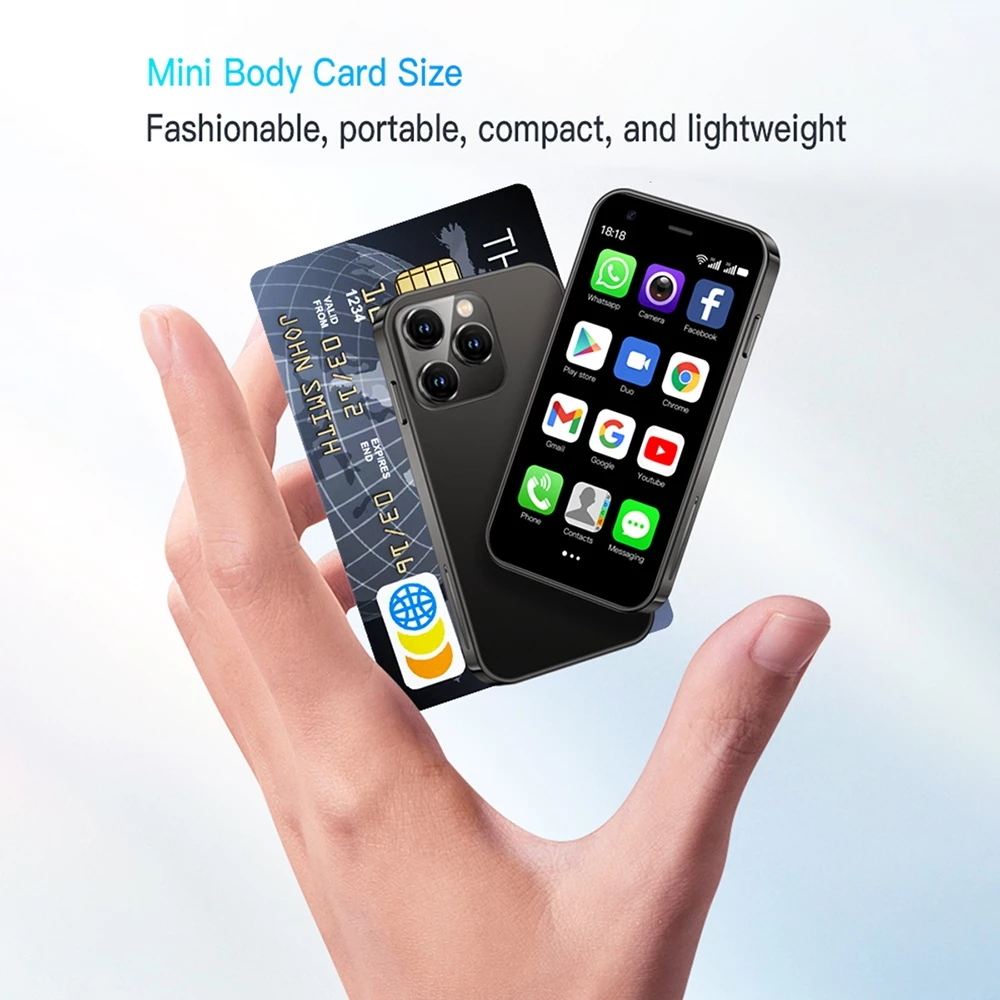 Mini Body Card Size
Fashionable, portable, compact, and lightweight
TH
1234
VALID
FROM
03/12
JOHN SMITH
EXPIRES
END
03/16
18:18
Whatsapp
Camera
Facebook
Play store
Duo
Chrome
Gmail
Google
Youtube
Phone
Contacts
Messaging